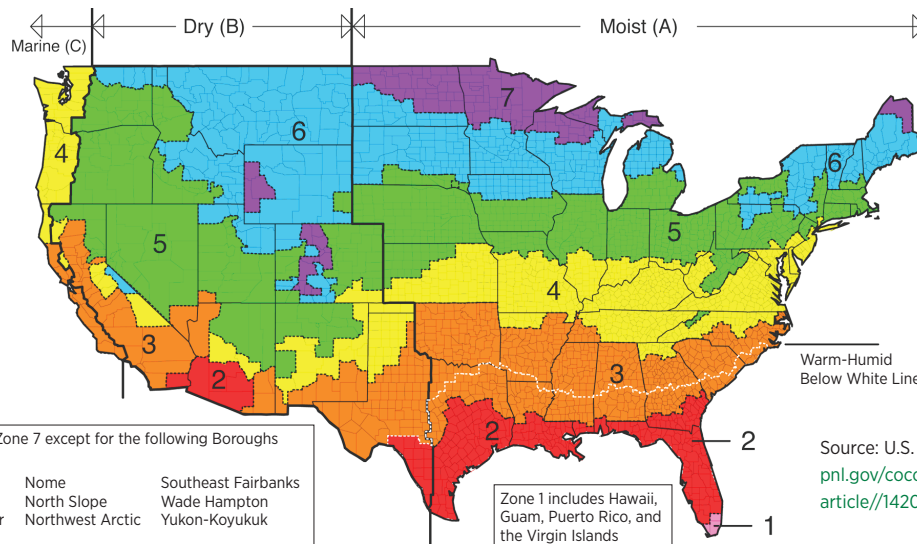 Dry (B)
Moist (A)
Marine (C)
7
6
6
4
5
5
4
3
3
2
2
2
1
Warm-Humid
Below White Line
Zone 7 except for the following Boroughs
Nome Southeast Fairbanks
North Slope Wade Hampton
Northwest Arctic Yukon-Koyukuk
Zone 1 includes Hawaii,
Guam, Puerto Rico, and
the Virgin Islands
Source: U.S.
pnl.gov/coco
article//1420